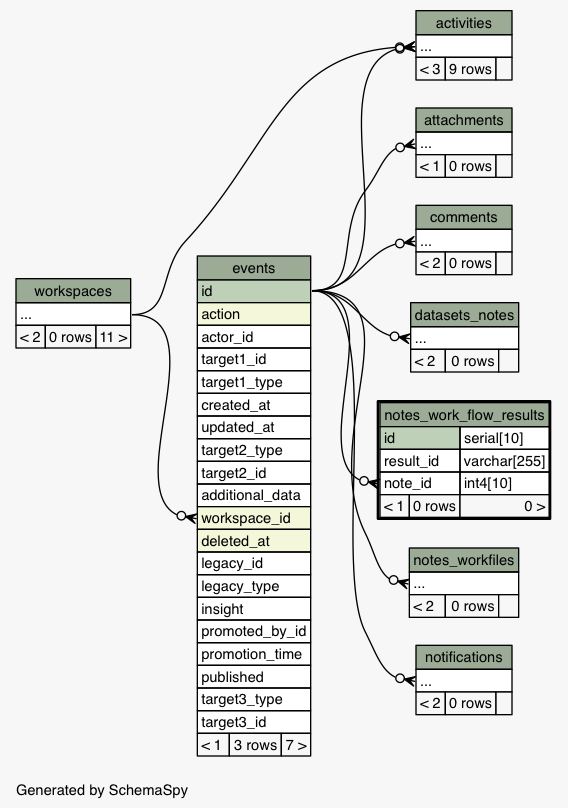 activities
...
< 3 9 rows
attachments
...
< 1 0 rows
comments
...
< 2 0 rows
workspaces
...
< 2 0 rows 11 >
events
id
action
actor_id
target1_id
target1_type
created_at
updated_at
target2_type
target2_id
additional_data
workspace_id
deleted_at
legacy_id
legacy_type
insight
promoted_by_id
promotion_time
published
target3_type
target3_id
< 1 3 rows 7 >
datasets_notes
...
< 2 0 rows
notes_work_flow_results
id serial[10]
result_id varchar[255]
note_id int4[10]
< 1 0 rows 0 >
notes_workfiles
...
< 2 0 rows
notifications
...
< 2 0 rows
Generated by SchemaSpy